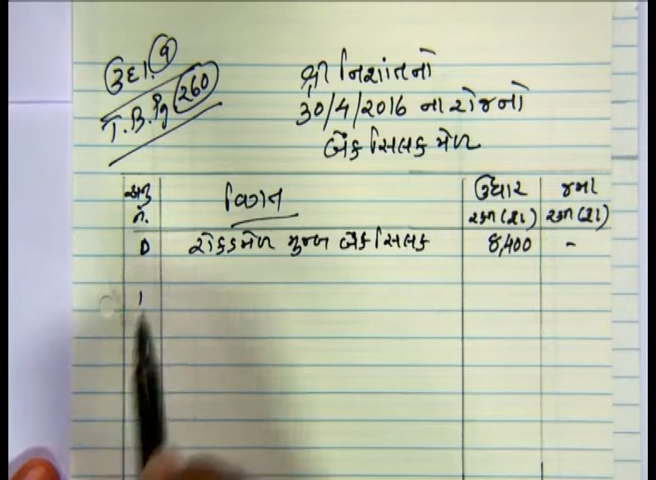 ઉદા. ૧
T.B. Pg 260
શ્રી નિશાંતનો
30/4/2016 ના રોજનો
બેંક સિલક મેળ
અનુ નં. વિગત ઉધાર રકમ (રૂા) જમા રકમ (રૂા)
0 રોકડમેળ મુજબ બેંક સિલક 8,400 -
1